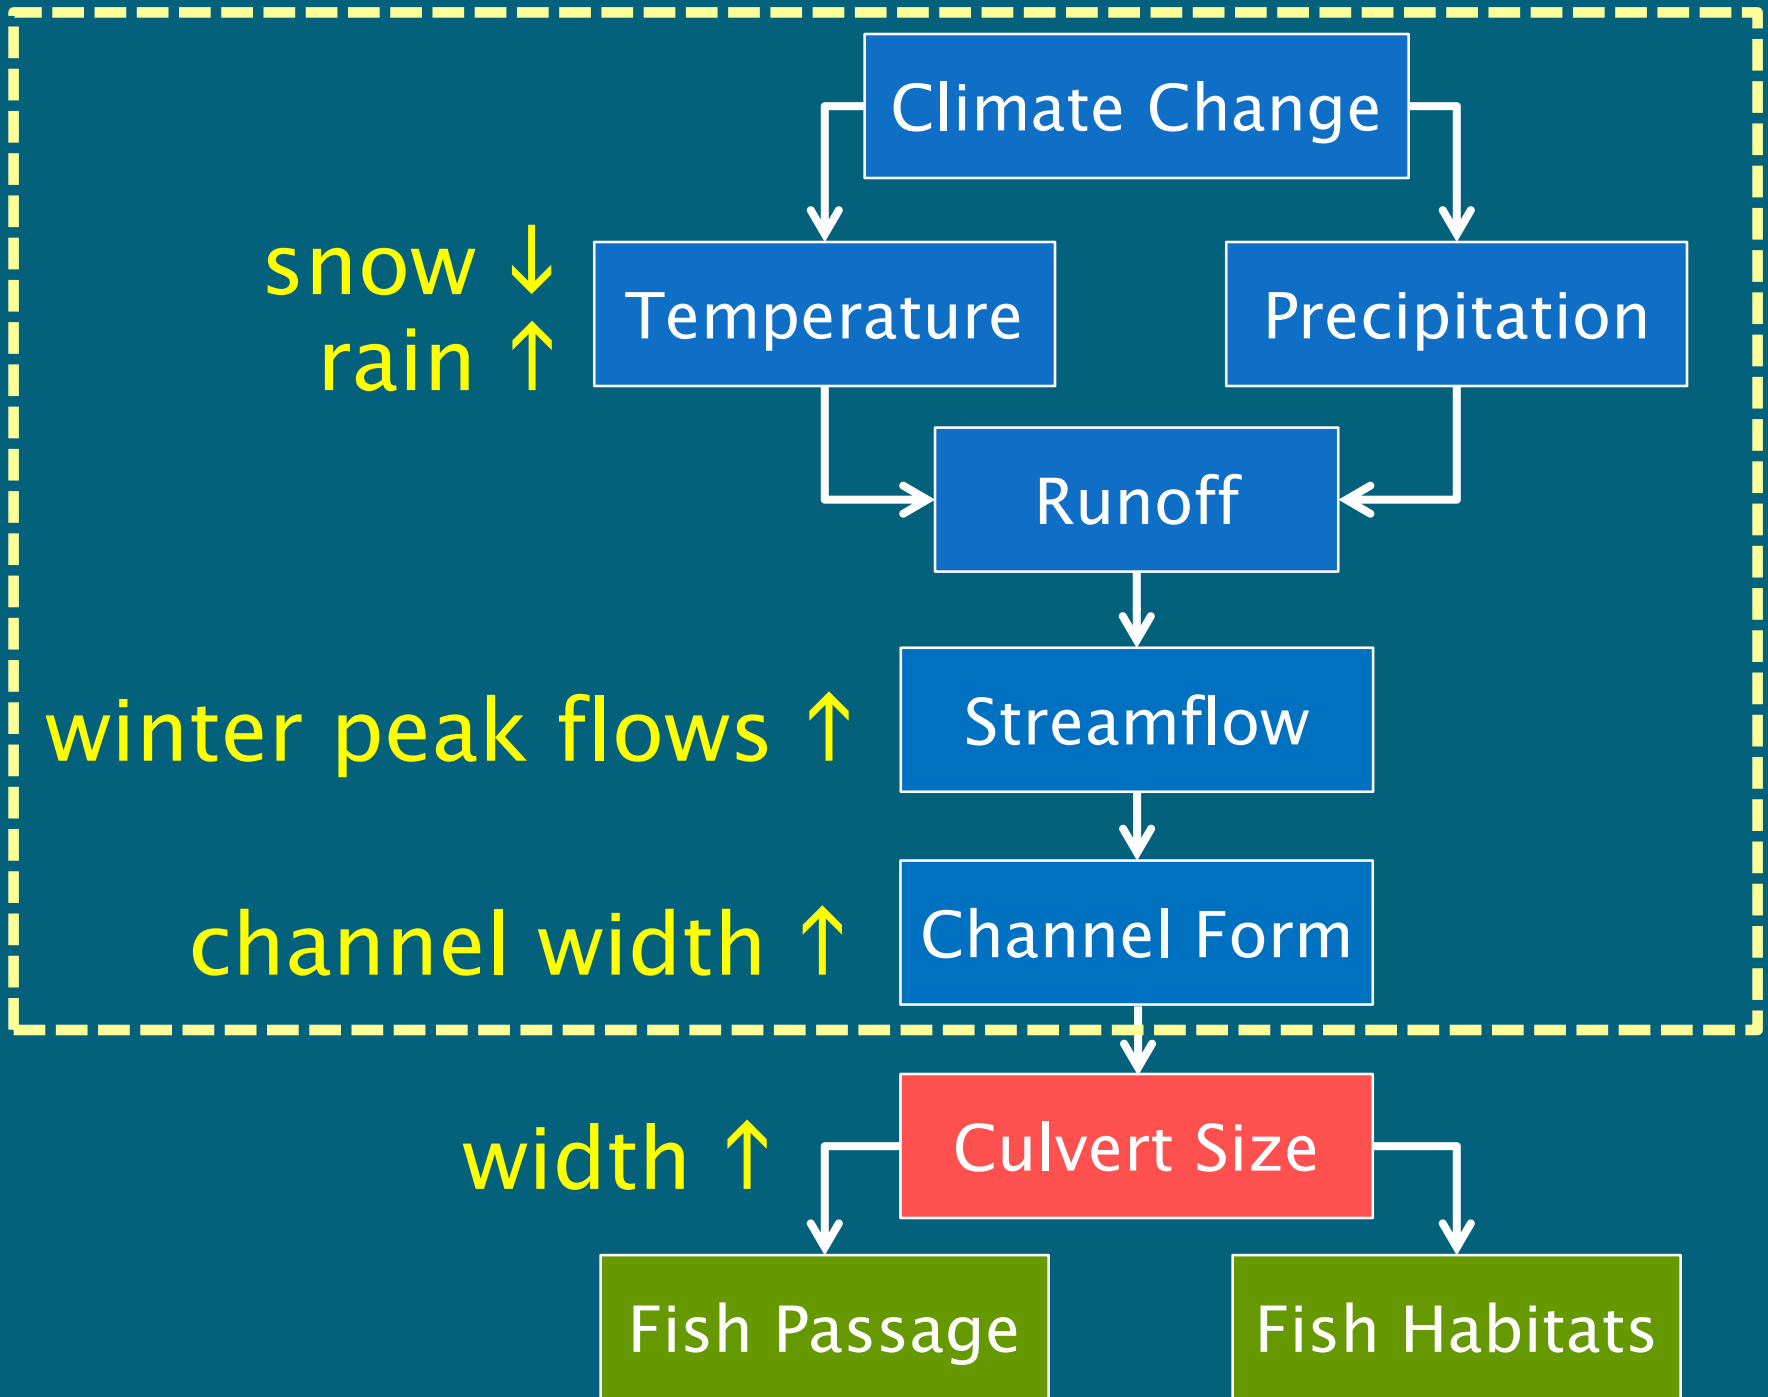 Climate Change
snow ↓
rain ↑
Temperature
Precipitation
Runoff
winter peak flows ↑
Streamflow
channel width ↑
Channel Form
width ↑
Culvert Size
Fish Passage
Fish Habitats